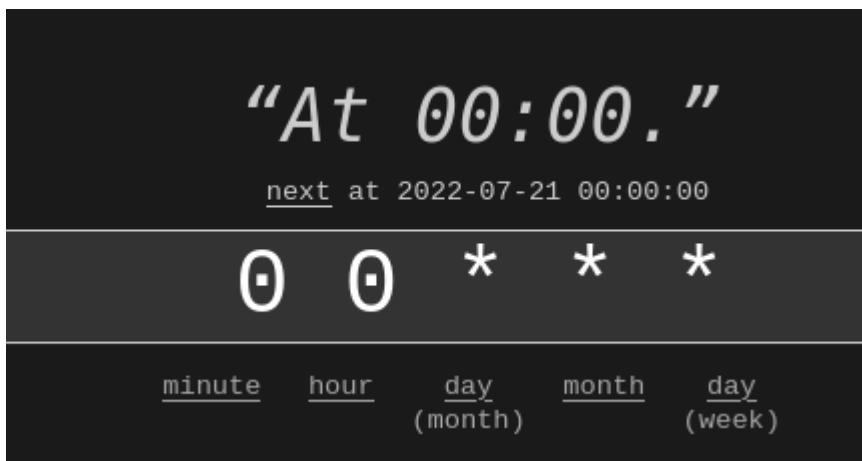 “At 00:00.”
next at 2022-07-21 00:00:00
0 0 * * *
minute hour day month day
(month) (week)